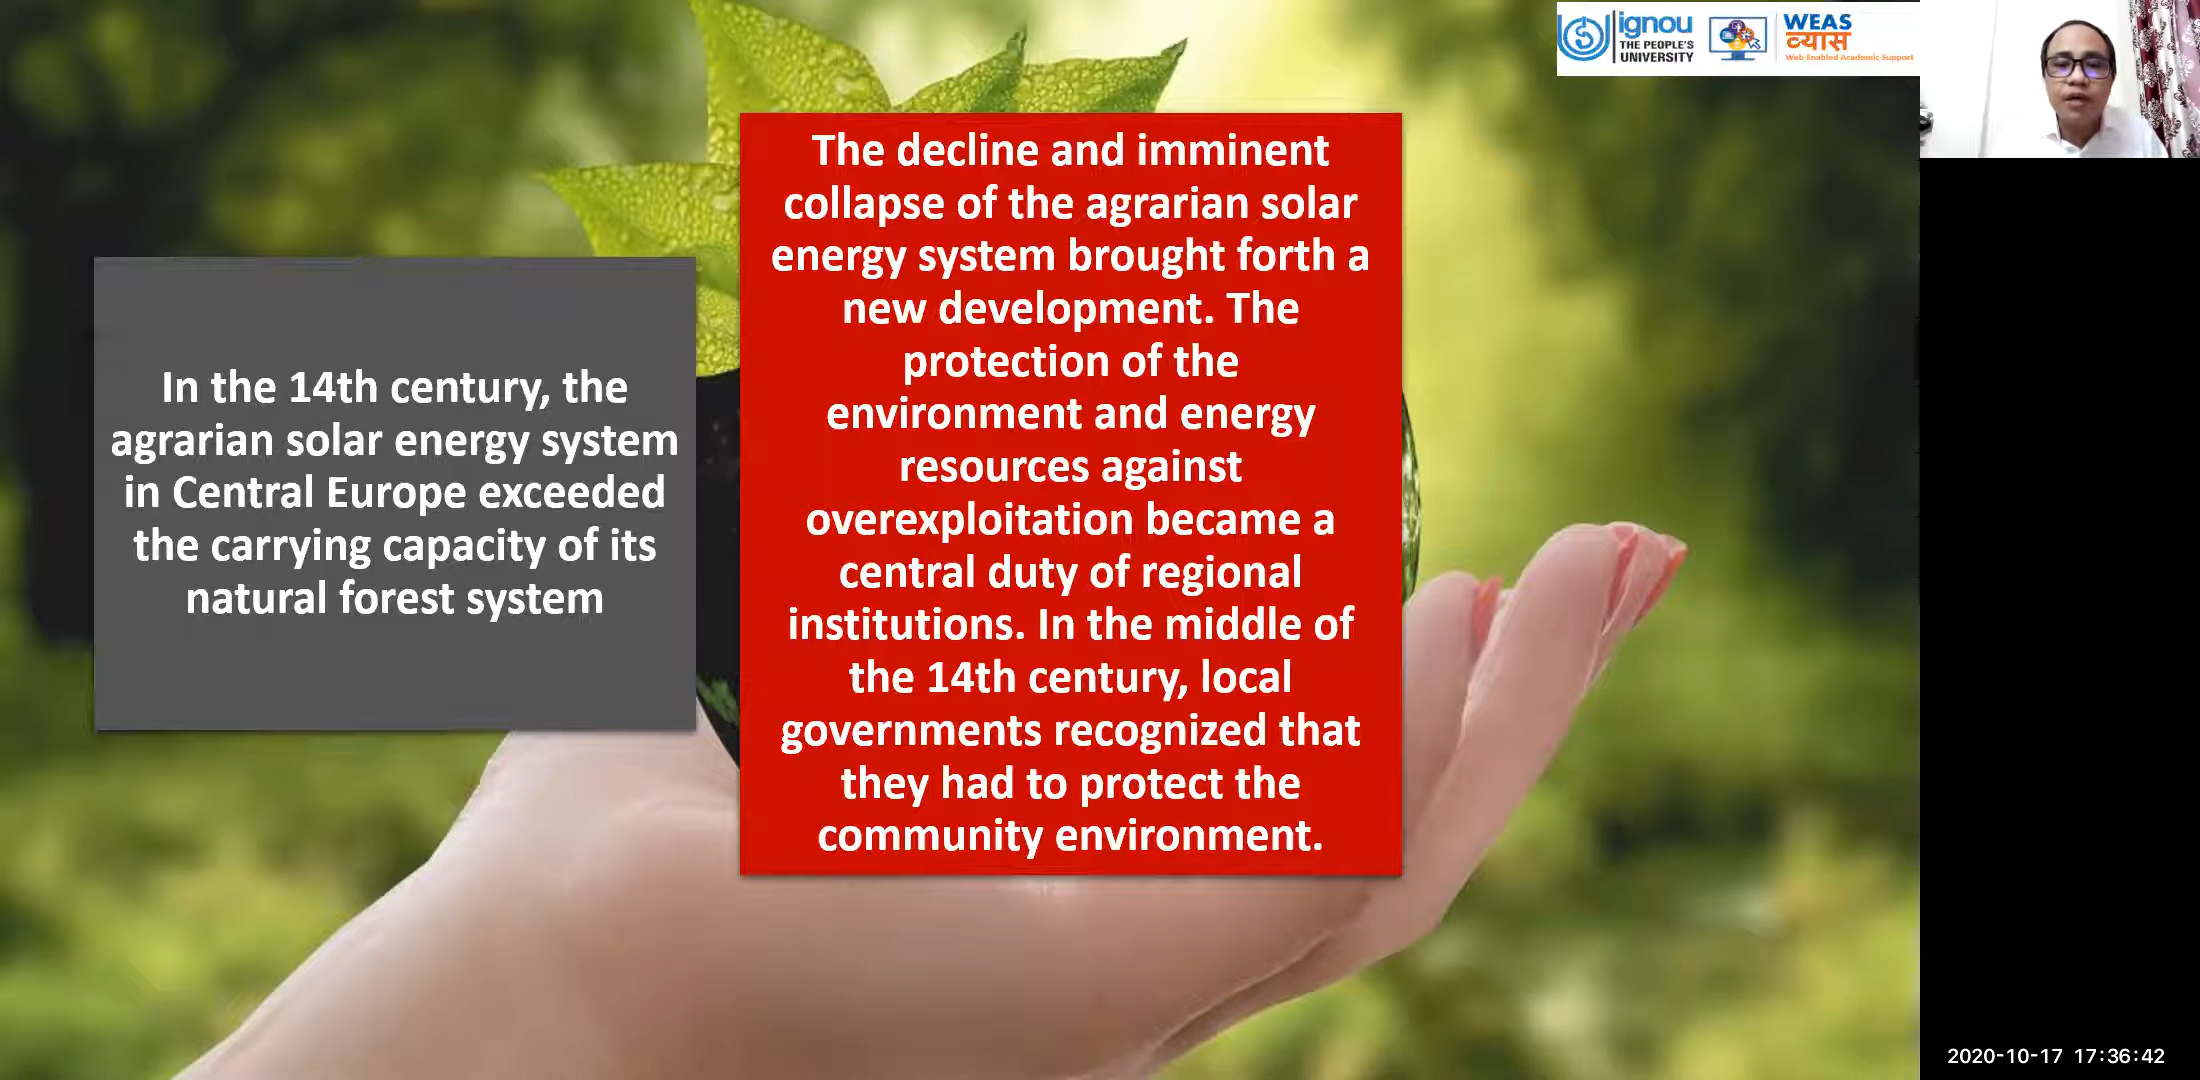 ignou
THE PEOPLE'S
UNIVERSITY
WEAS
व्यास
Web Enabled Academic Support
In the 14th century, the
agrarian solar energy system
in Central Europe exceeded
the carrying capacity of its
natural forest system
The decline and imminent
collapse of the agrarian solar
energy system brought forth a
new development. The
protection of the
environment and energy
resources against
overexploitation became a
central duty of regional
institutions. In the middle of
the 14th century, local
governments recognized that
they had to protect the
community environment.
2020-10-17 17:36:42